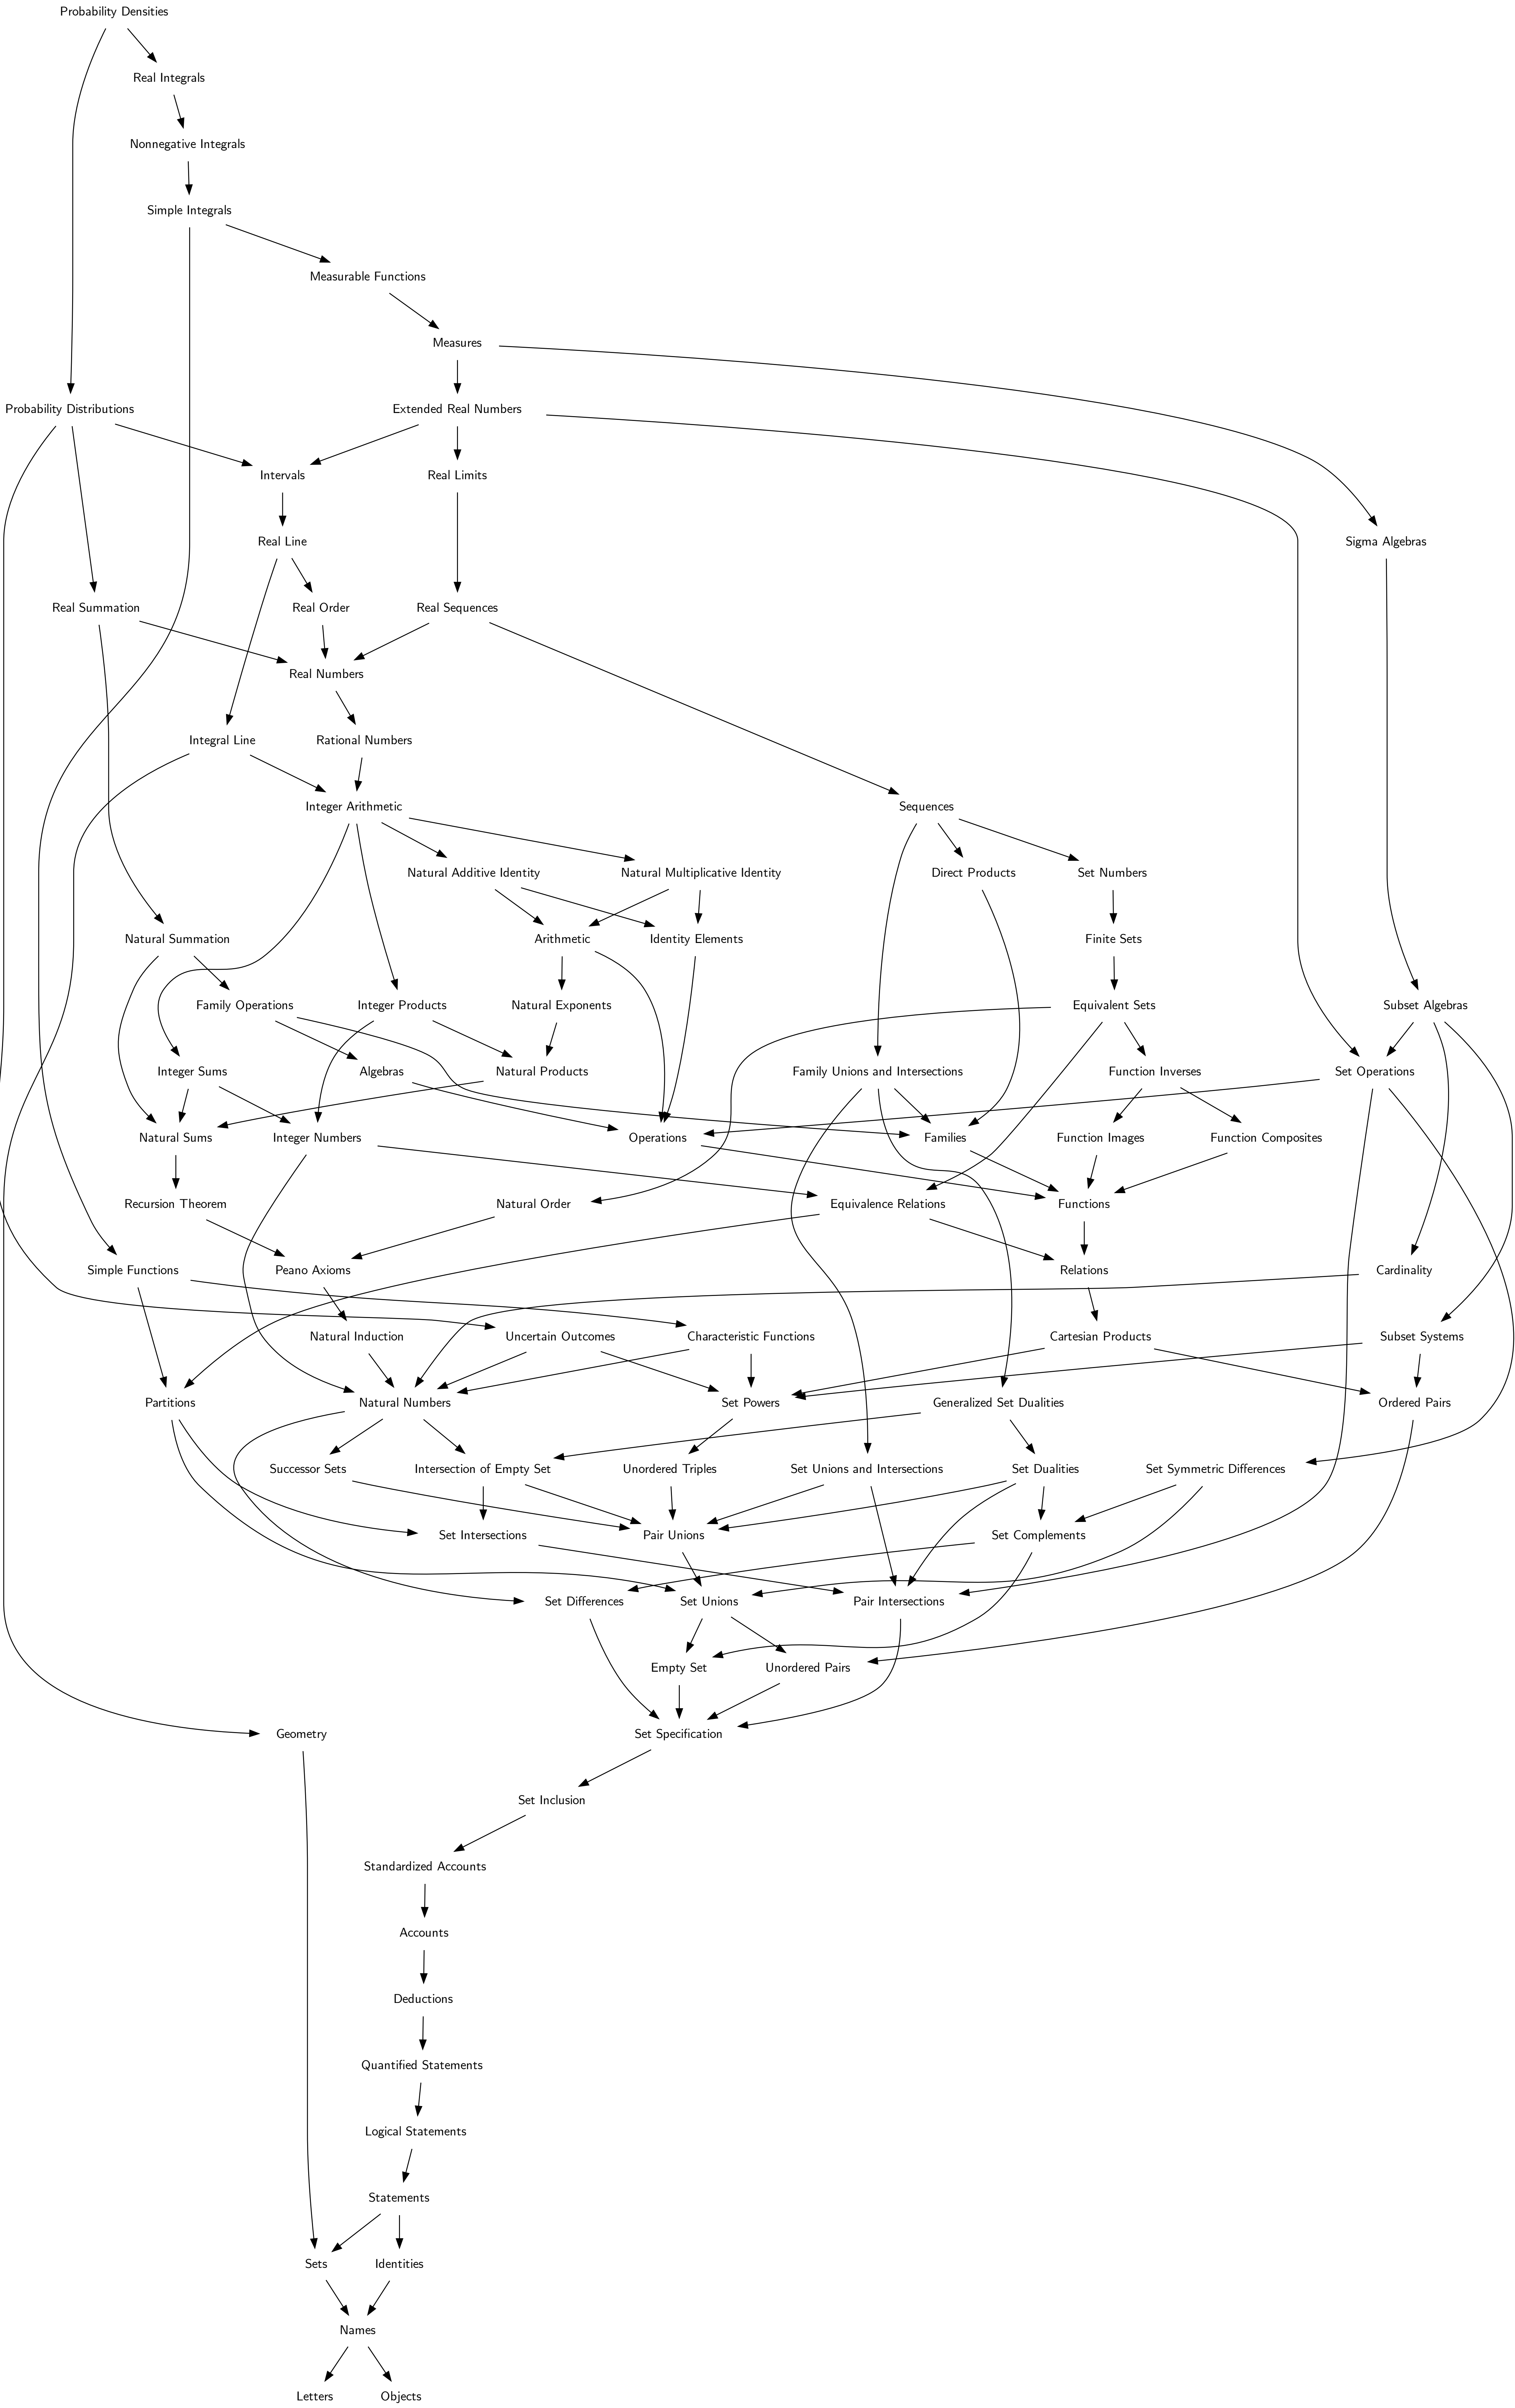 Probability Densities
Real Integrals
Nonnegative Integrals
Simple Integrals
Measurable Functions
Measures
Probability Distributions
Extended Real Numbers
Intervals
Real Limits
Real Line
Sigma Algebras
Real Summation
Real Order
Real Sequences
Real Numbers
Integral Line
Rational Numbers
Integer Arithmetic
Sequences
Natural Additive Identity
Natural Multiplicative Identity
Direct Products
Set Numbers
Natural Summation
Arithmetic
Identity Elements
Finite Sets
Family Operations
Integer Products
Natural Exponents
Equivalent Sets
Subset Algebras
Integer Sums
Algebras
Natural Products
Family Unions and Intersections
Function Inverses
Set Operations
Natural Sums
Integer Numbers
Operations
Families
Function Images
Function Composites
Recursion Theorem
Natural Order
Equivalence Relations
Functions
Simple Functions
Peano Axioms
Relations
Cardinality
Natural Induction
Uncertain Outcomes
Characteristic Functions
Cartesian Products
Subset Systems
Partitions
Natural Numbers
Set Powers
Generalized Set Dualities
Ordered Pairs
Successor Sets
Intersection of Empty Set
Unordered Triples
Set Unions and Intersections
Set Dualities
Set Symmetric Differences
Set Intersections
Pair Unions
Set Complements
Set Differences
Set Unions
Pair Intersections
Empty Set
Unordered Pairs
Geometry
Set Specification
Set Inclusion
Standardized Accounts
Accounts
Deductions
Quantified Statements
Logical Statements
Statements
Sets
Identities
Names
Letters
Objects